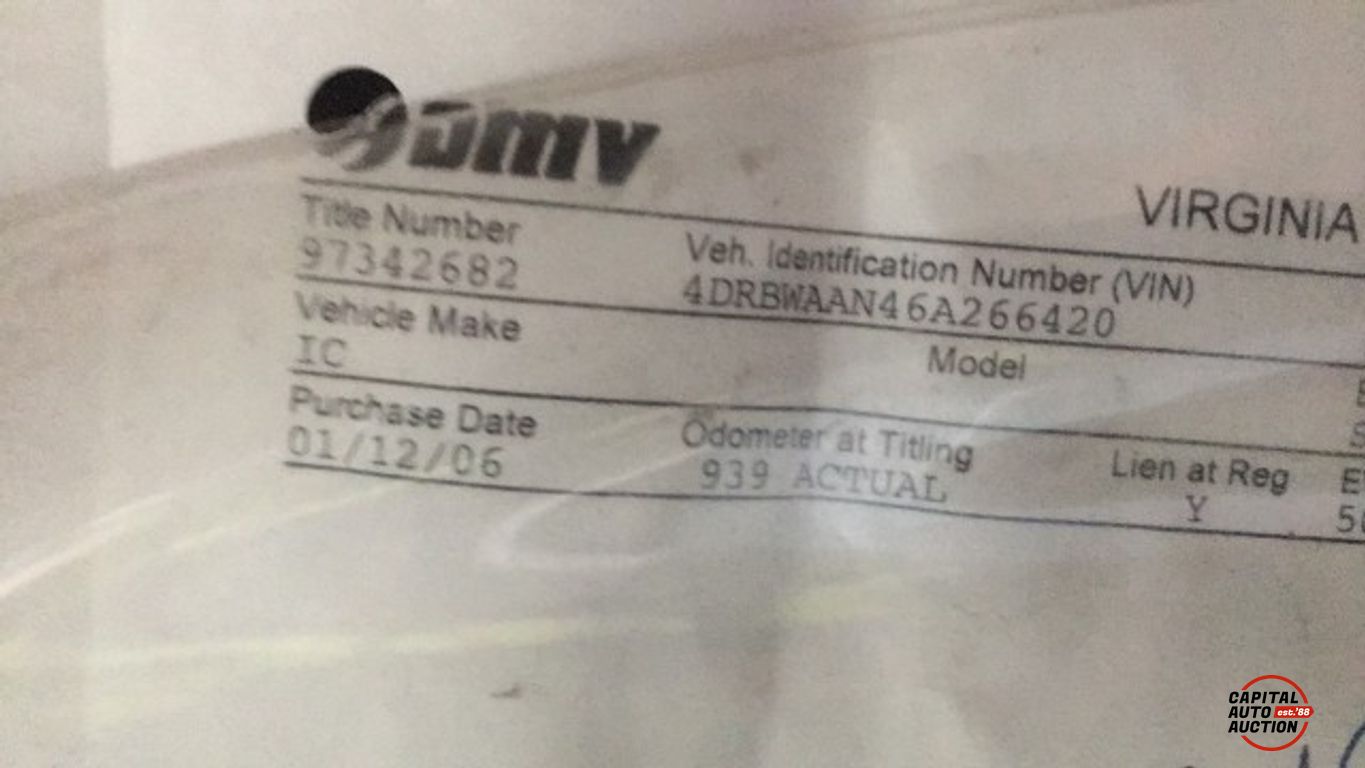 DMV
VIRGINIA
Title Number
Veh. Identification Number (VIN)
97342682
4DRBWAAN46A266420
Vehicle Make
Model
IC
Purchase Date
Odometer at Titling
Lien at Reg
01/12/06
939 ACTUAL
Y
CAPITAL
AUTO est.'88
AUCTION